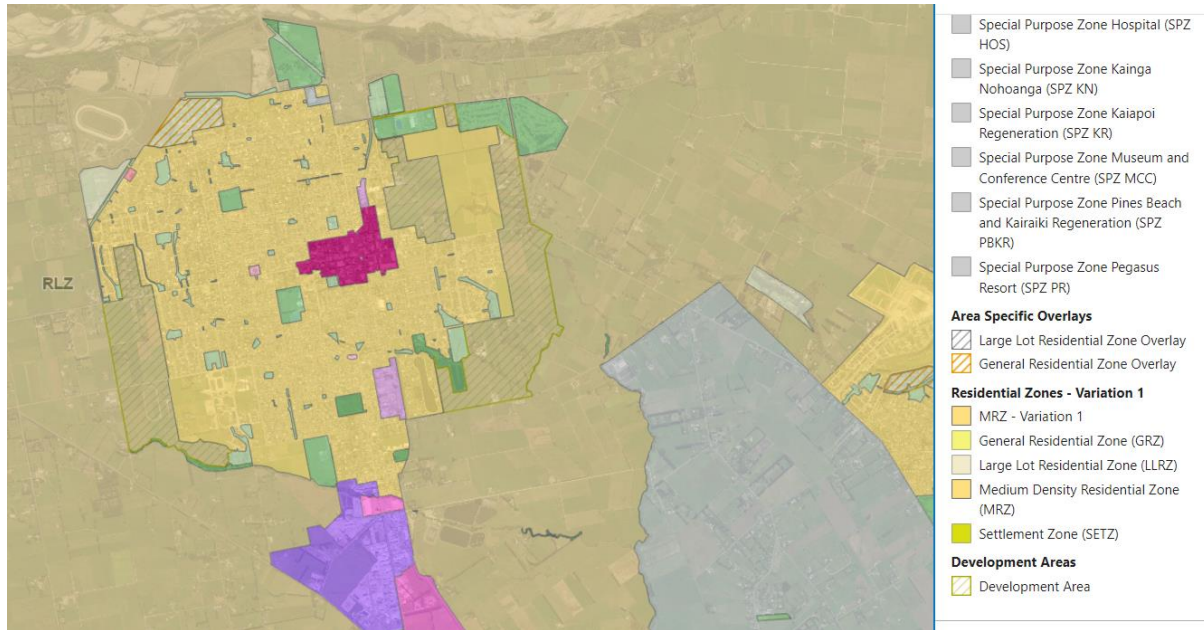 RLZ
Special Purpose Zone Hospital (SPZ
HOS)
Special Purpose Zone Kainga
Nohoanga (SPZ KN)
Special Purpose Zone Kaiapoi
Regeneration (SPZ KR)
Special Purpose Zone Museum and
Conference Centre (SPZ MCC)
Special Purpose Zone Pines Beach
and Kairaki Regeneration (SPZ
PBKR)
Special Purpose Zone Pegasus
Resort (SPZ PR)
Area Specific Overlays
Large Lot Residential Zone Overlay
General Residential Zone Overlay
Residential Zones - Variation 1
MRZ - Variation 1
General Residential Zone (GRZ)
Large Lot Residential Zone (LLRZ)
Medium Density Residential Zone
(MRZ)
Settlement Zone (SETZ)
Development Areas
Development Area